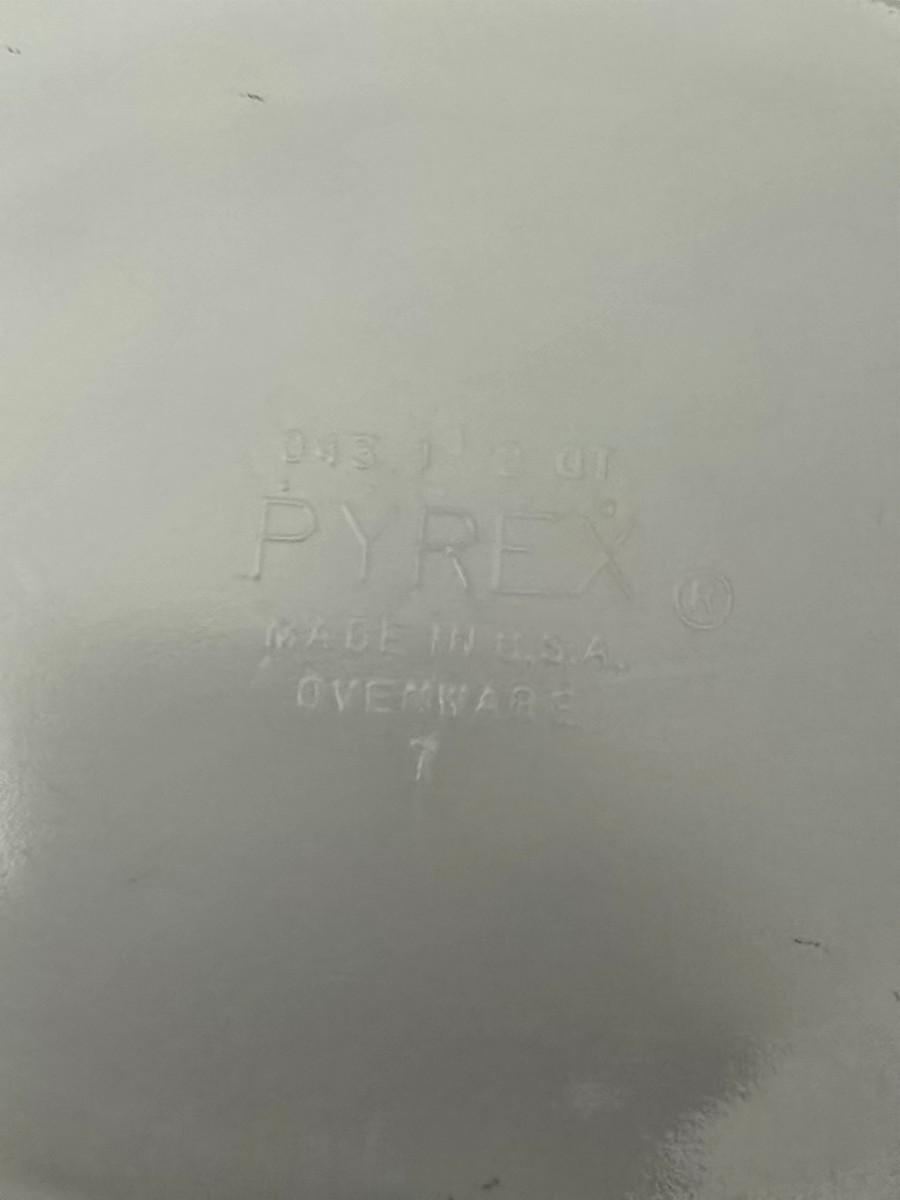 043 1 1/2 QT
PYREX ®
MADE IN U.S.A.
OVENWARE
7